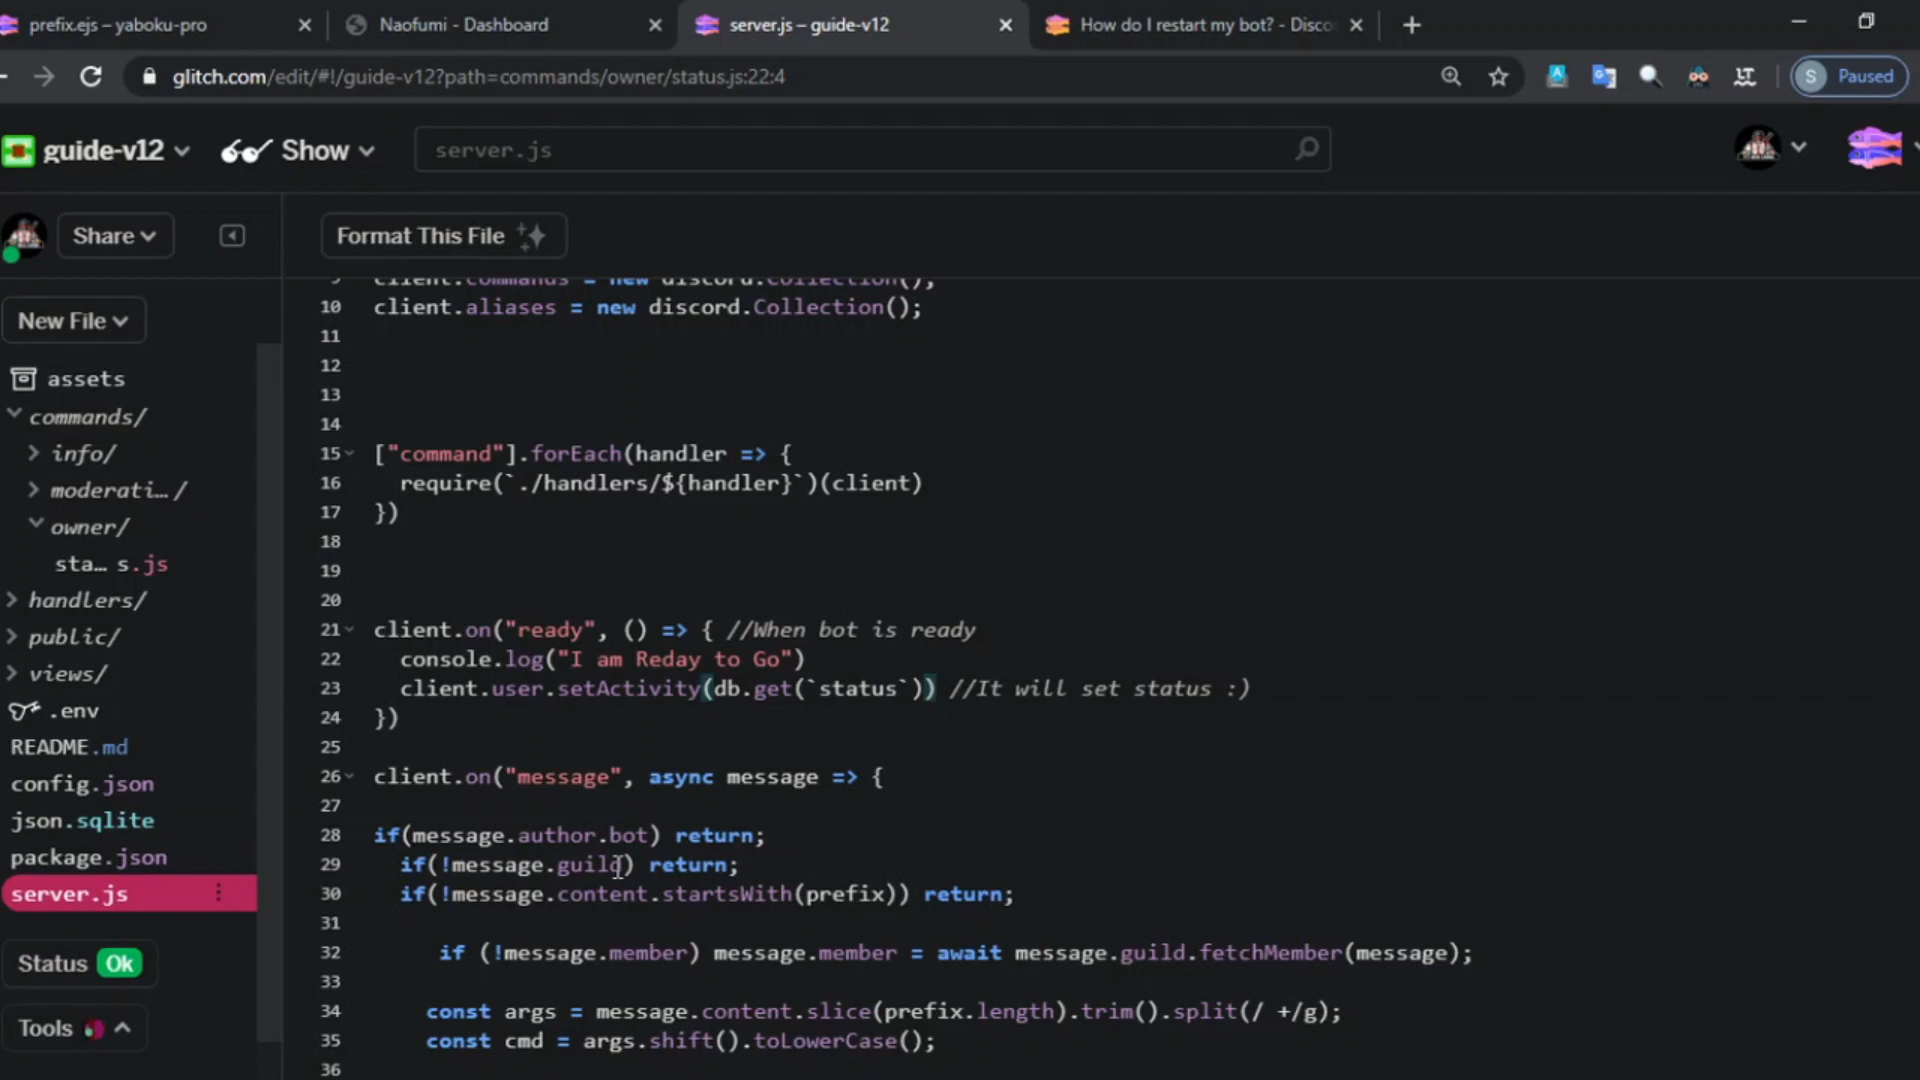 prefix.ejs – yaboku-pro
Naofumi - Dashboard
server.js – guide-v12
How do I restart my bot? - Disco
glitch.com/edit/#!/guide-v12?path=commands/owner/status.js:22:4
S Paused
guide-v12
Show
server.js
Share
Format This File
New File
assets
commands/
info/
moderati… /
owner/
sta… s.js
handlers/
public/
views/
.env
README.md
config.json
json.sqlite
package.json
server.js
Status Ok
Tools
9 client.commands = new discord.Collection();
10 client.aliases = new discord.Collection();
11
12
13
14
15 ["command"].forEach(handler => {
16 require(`./handlers/${handler}`)(client)
17 })
18
19
20
21 client.on("ready", () => { //When bot is ready
22 console.log("I am Reday to Go")
23 client.user.setActivity(db.get(`status`)) //It will set status :)
24 })
25
26 client.on("message", async message => {
27
28 if(message.author.bot) return;
29 if(!message.guild) return;
30 if(!message.content.startsWith(prefix)) return;
31
32 if (!message.member) message.member = await message.guild.fetchMember(message);
33
34 const args = message.content.slice(prefix.length).trim().split(/ +/g);
35 const cmd = args.shift().toLowerCase();
36